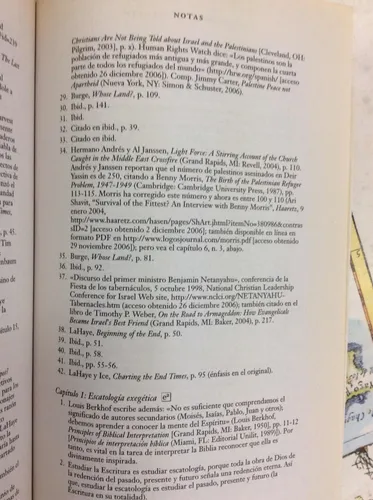 NOTAS
Christians Are Not Being Told about Israel and the Palestinians [Cleveland, OH:
Pilgrim, 2003], p. x). Human Rights Watch dice: «Los palestinos son la
población de refugiados más antigua y más grande, y componen la cuarta
parte de todos los refugiados del mundo» (http://hrw.org/spanish/ [acceso
obtenido 26 diciembre 2006]). Comp. Jimmy Carter, Palestine Peace not
Apartheid (Nueva York, NY: Simon & Schuster, 2006).
29. Burge, Whose Land?, p. 109.
30. Ibíd., p. 141.
31. Ibíd.
32. Citado en ibíd., p. 39.
33. Citado en ibíd.
34. Hermano Andrés y Al Janssen, Light Force: A Stirring Account of the Church
Caught in the Middle East Crossfire (Grand Rapids, MI: Revell, 2004), p. 110.
Andrés y Janssen reportan que el número de palestinos asesinados en Deir
Yassin es de 250, citando a Benny Morris, The Birth of the Palestinian Refugee
Problem, 1947-1949 (Cambridge: Cambridge University Press, 1987), pp.
113-115. Morris ha corregido este número y ahora es entre 100 y 110 (Ari
Shavit, "Survival of the Fittest? An Interview with Benny Morris", Haaretz, 9
enero 2004,
http://www.haaretz.com/hasen/pages/ShArt.jhtml?itemNo=380986&contras
sID=2 [acceso obtenido 2 diciembre 2006]; también disponible en línea en
formato PDF en http://www.logosjournal.com/morris.pdf [acceso obtenido
29 noviembre 2006]); pero vea el capítulo 6, n. 3, abajo.
35. Burge, Whose Land?, p. 81.
36. Ibíd., p. 92.
37. «Discurso del primer ministro Benjamin Netanyahu», conferencia de la
Fiesta de los tabernáculos, 5 octubre 1998, National Christian Leadership
Conference for Israel Web site, http://www.nclci.org/NETANYAHU-
Tabernacles.htm (acceso obtenido 26 diciembre 2006); también citado en el
libro de Timothy P. Weber, On the Road to Armageddon: How Evangelicals
Became Israel's Best Friend (Grand Rapids, MI: Baker, 2004), p. 217.
38. LaHaye, Beginning of the End, p. 50.
39. Ibíd., p. 51.
40. Ibíd., p. 58.
41. Ibíd., pp. 55-56.
42. LaHaye y Ice, Charting the End Times, p. 95 (énfasis en el original).
Capítulo 1: Escatología exegética e²
1. Louis Berkhof escribe además: «No es suficiente que comprendamos el
significado de autores secundarios (Moisés, Isaías, Pablo, Juan y otros);
debemos aprender a conocer la mente del Espíritu» (Louis Berkhof,
Principles of Biblical Interpretation [Grand Rapids, MI: Baker, 1950], pp. 11-12
[Principios de interpretación bíblica (Miami, FL: Editorial Unilit, 1989)]. Por
tanto, es vital en la tarea de interpretar la Biblia reconocer que ella es
divinamente inspirada.
2. Estudiar la Escritura es estudiar escatología, porque toda la obra de Dios de
la redención del pasado, presente y futuro señala una redención eterna. Así
que, estudiar escatología es estudiar el pasado, presente y futuro (la
Escritura en su totalidad).